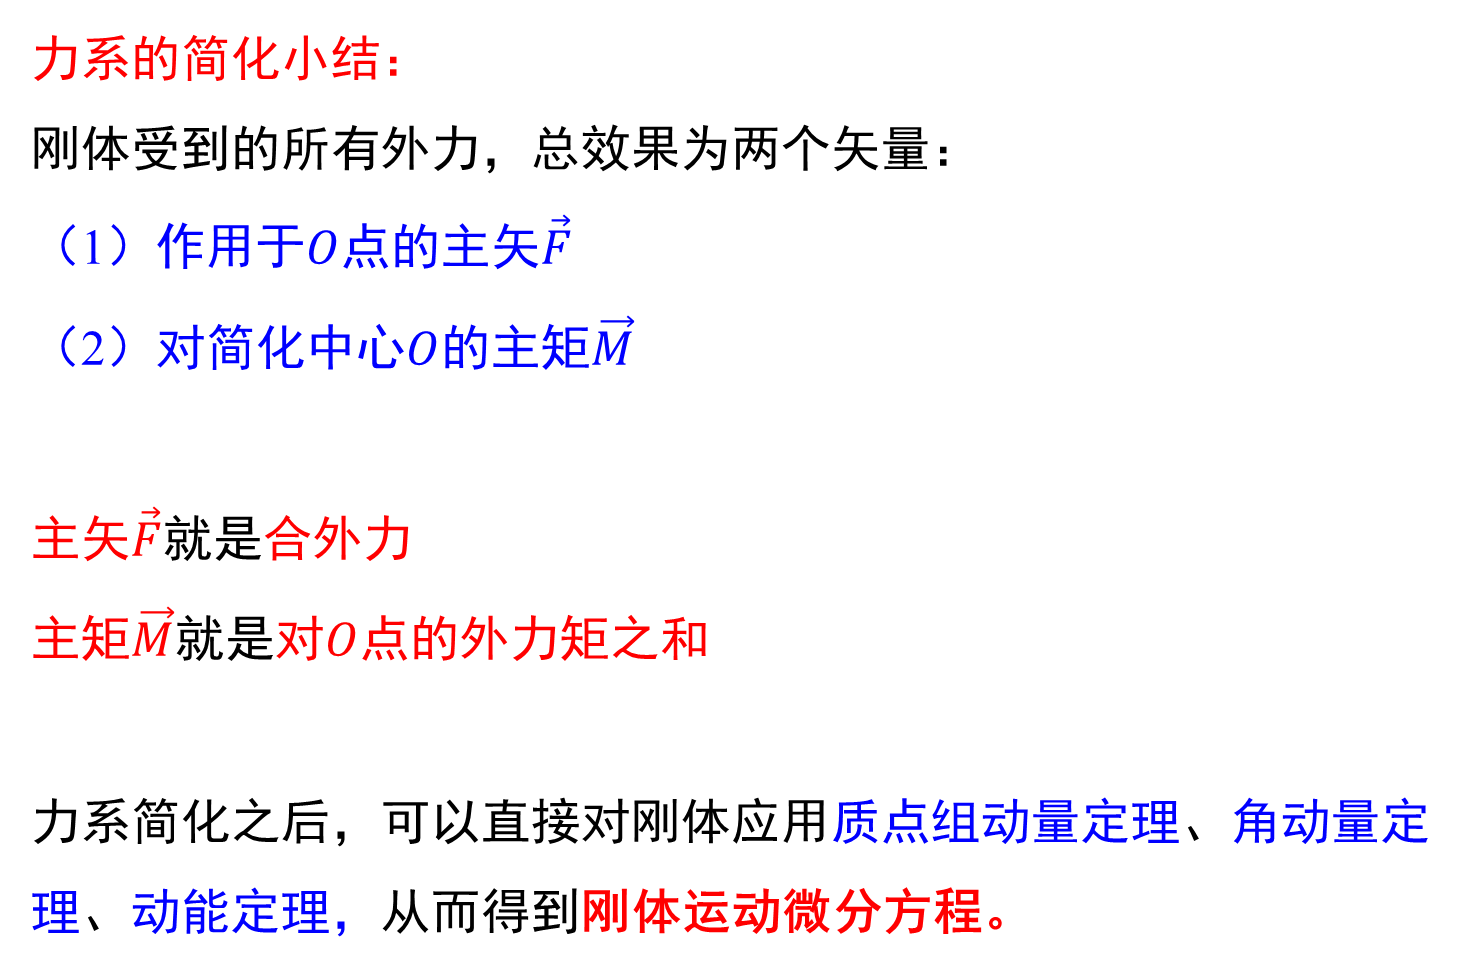 力系的简化小结：
刚体受到的所有外力，总效果为两个矢量：
（1）作用于O点的主矢$\vec{F}$
（2）对简化中心O的主矩$\overrightarrow{M}$
主矢$\vec{F}$就是合外力
主矩$\overrightarrow{M}$就是对O点的外力矩之和
力系简化之后，可以直接对刚体应用质点组动量定理、角动量定
理、动能定理，从而得到刚体运动微分方程。